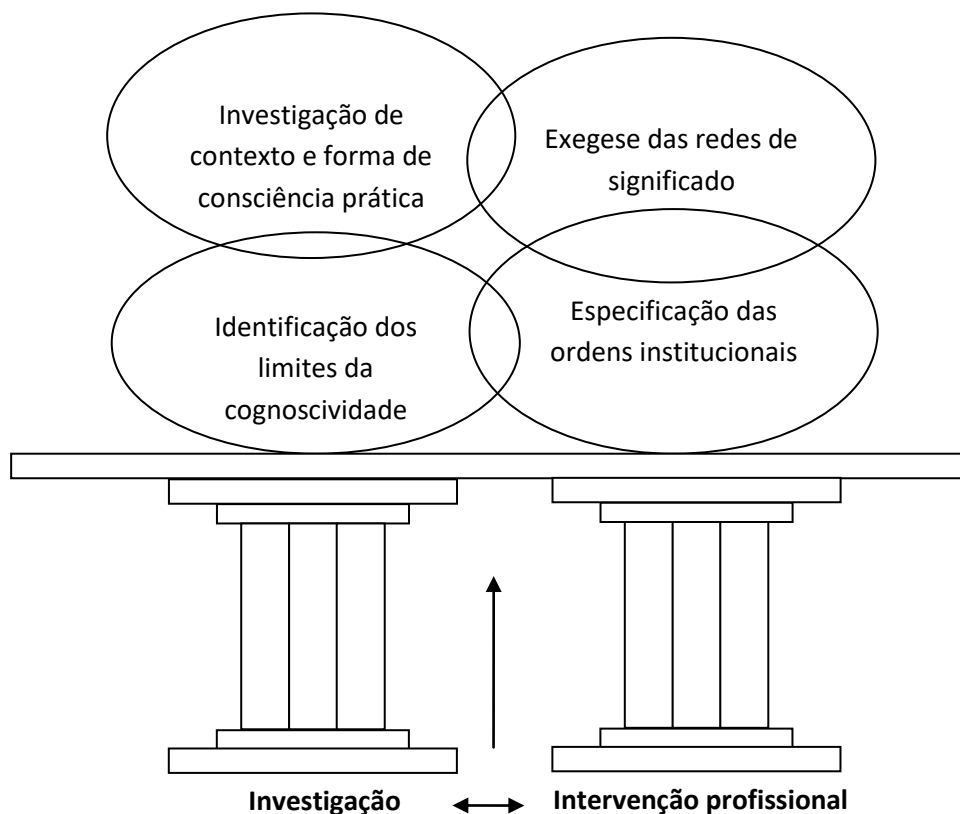 Investigação de
contexto e forma de
consciência prática
Exegese das redes de
significado
Identificação dos
limites da
cognoscividade
Especificação das
ordens institucionais
Investigação
Intervenção profissional